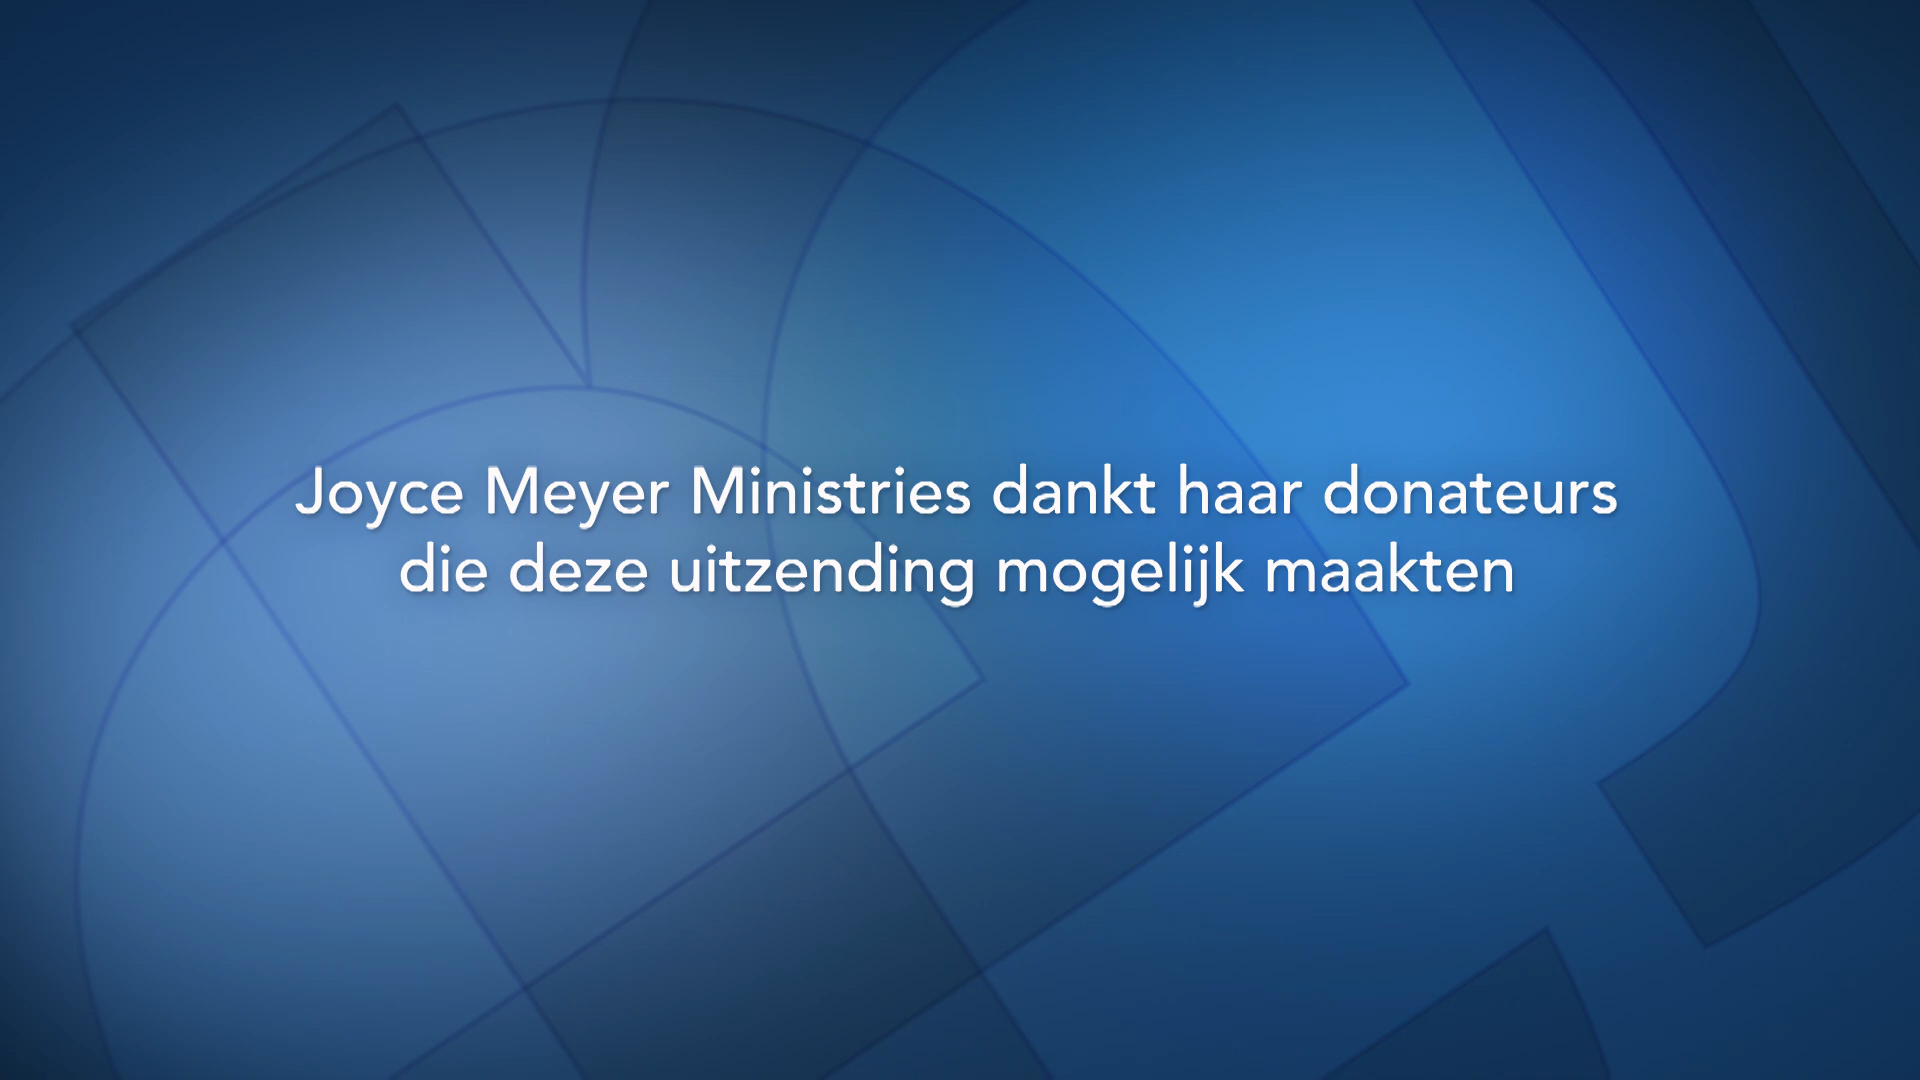 Joyce Meyer Ministries dankt haar donateurs
die deze uitzending mogelijk maakten